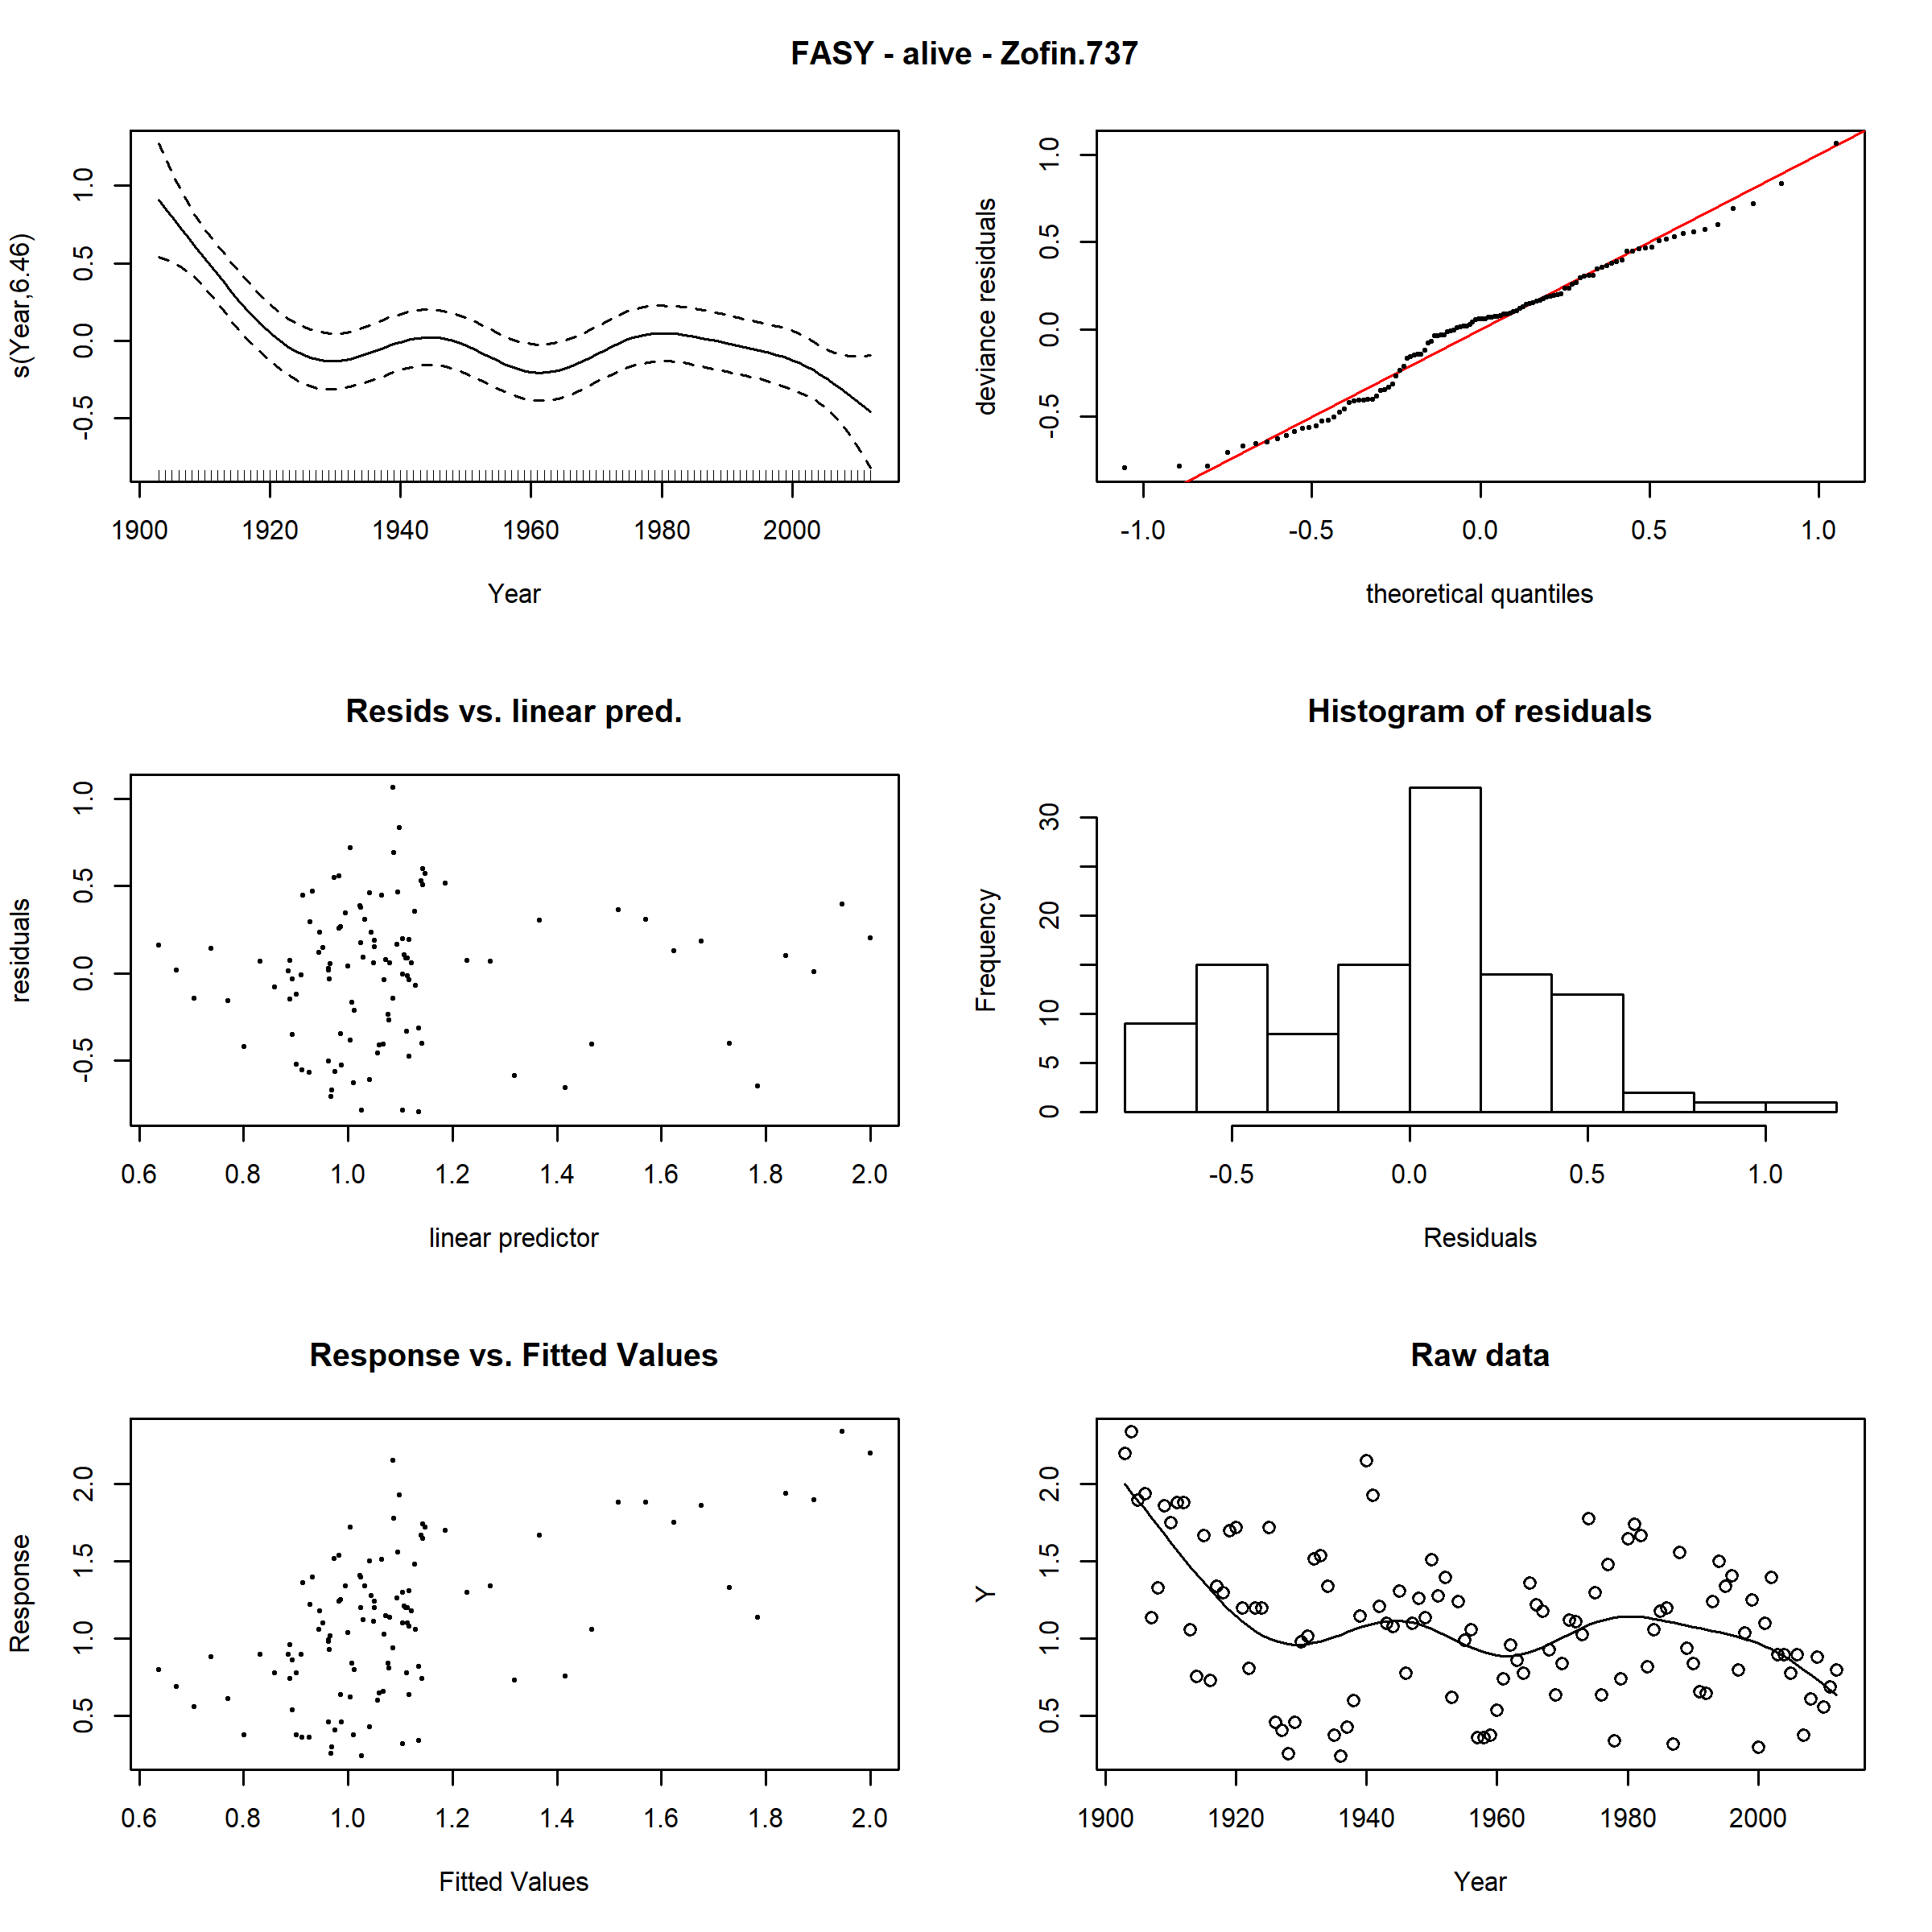 FASY - alive - Zofin.737
s(Year,6.46)
1.0
0.5
0.0
-0.5
1900 1920 1940 1960 1980 2000
Year
deviance residuals
1.0
0.5
0.0
-0.5
-1.0 -0.5 0.0 0.5 1.0
theoretical quantiles
Resids vs. linear pred.
residuals
1.0
0.5
0.0
-0.5
0.6 0.8 1.0 1.2 1.4 1.6 1.8 2.0
linear predictor
Histogram of residuals
Frequency
30
20
10
5
0
-0.5 0.0 0.5 1.0
Residuals
Response vs. Fitted Values
Response
2.0
1.5
1.0
0.5
0.6 0.8 1.0 1.2 1.4 1.6 1.8 2.0
Fitted Values
Raw data
Y
2.0
1.5
1.0
0.5
1900 1920 1940 1960 1980 2000
Year